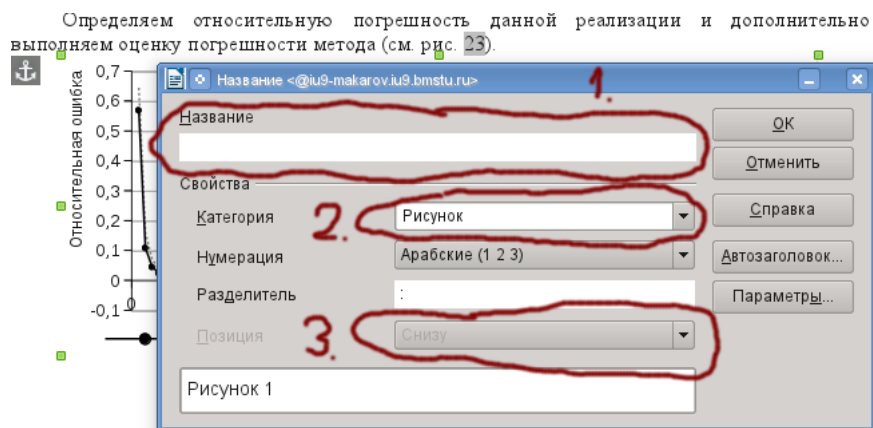 Определяем относительную погрешность данной реализации и дополнительно
выполняем оценку погрешности метода (см. рис. 23).
Относительная ошибка
0,7
0,6
0,5
0,4
0,3
0,2
0,1
0
-0,1
0
Название <@iu9-makarov.iu9.bmstu.ru>
1.
Название
ОК
Отменить
Свойства
Категория
2.
Рисунок
Справка
Нумерация
Арабские (1 2 3)
Автозаголовок...
Разделитель
:
Параметры...
Позиция
3.
Снизу
Рисунок 1